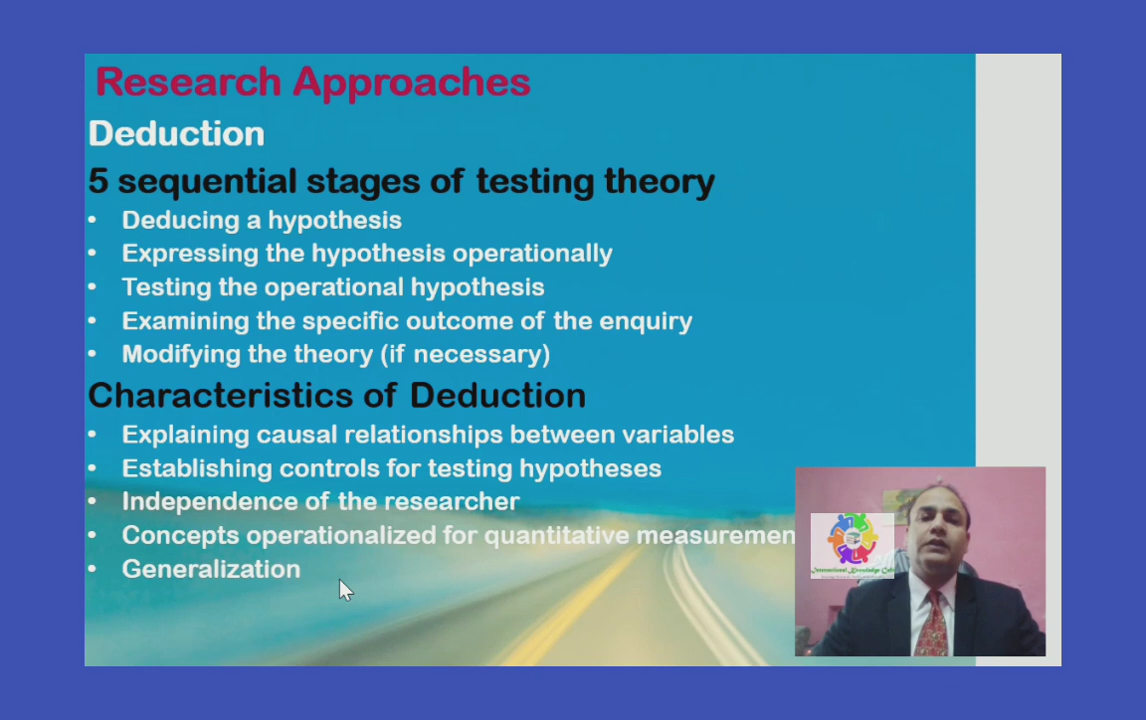 Research Approaches
Deduction
5 sequential stages of testing theory
• Deducing a hypothesis
• Expressing the hypothesis operationally
• Testing the operational hypothesis
• Examining the specific outcome of the enquiry
• Modifying the theory (if necessary)
Characteristics of Deduction
• Explaining causal relationships between variables
• Establishing controls for testing hypotheses
• Independence of the researcher
• Concepts operationalized for quantitative measuremen
• Generalization
Knowledge